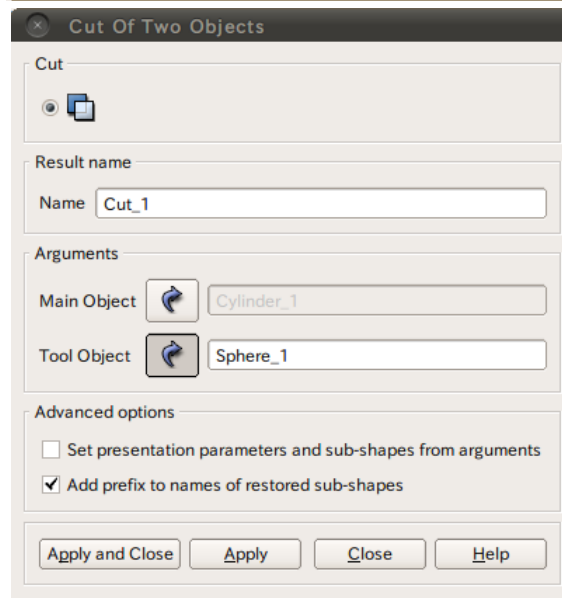 Cut Of Two Objects
Cut
Result name
Name Cut_1
Arguments
Main Object Cylinder_1
Tool Object Sphere_1
Advanced options
Set presentation parameters and sub-shapes from arguments
Add prefix to names of restored sub-shapes
Apply and Close Apply Close Help